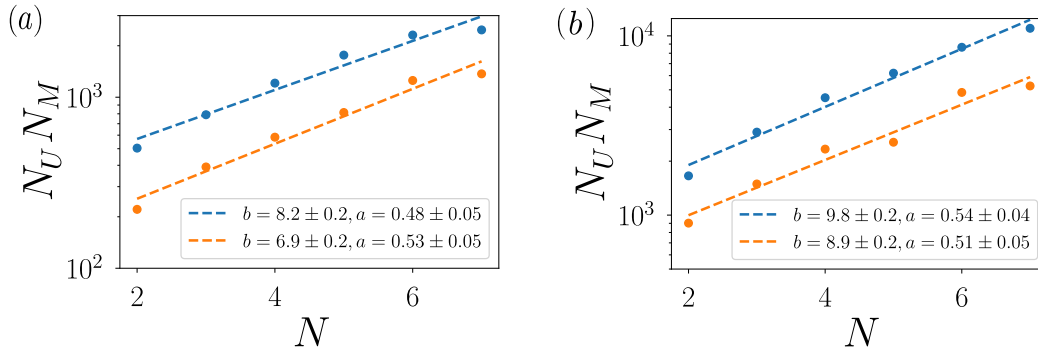 (a)
10^3
10^2
N_U N_M
b = 8.2 ± 0.2, a = 0.48 ± 0.05
b = 6.9 ± 0.2, a = 0.53 ± 0.05
2 4 6
N
(b)
10^4
10^3
N_U N_M
b = 9.8 ± 0.2, a = 0.54 ± 0.04
b = 8.9 ± 0.2, a = 0.51 ± 0.05
2 4 6
N